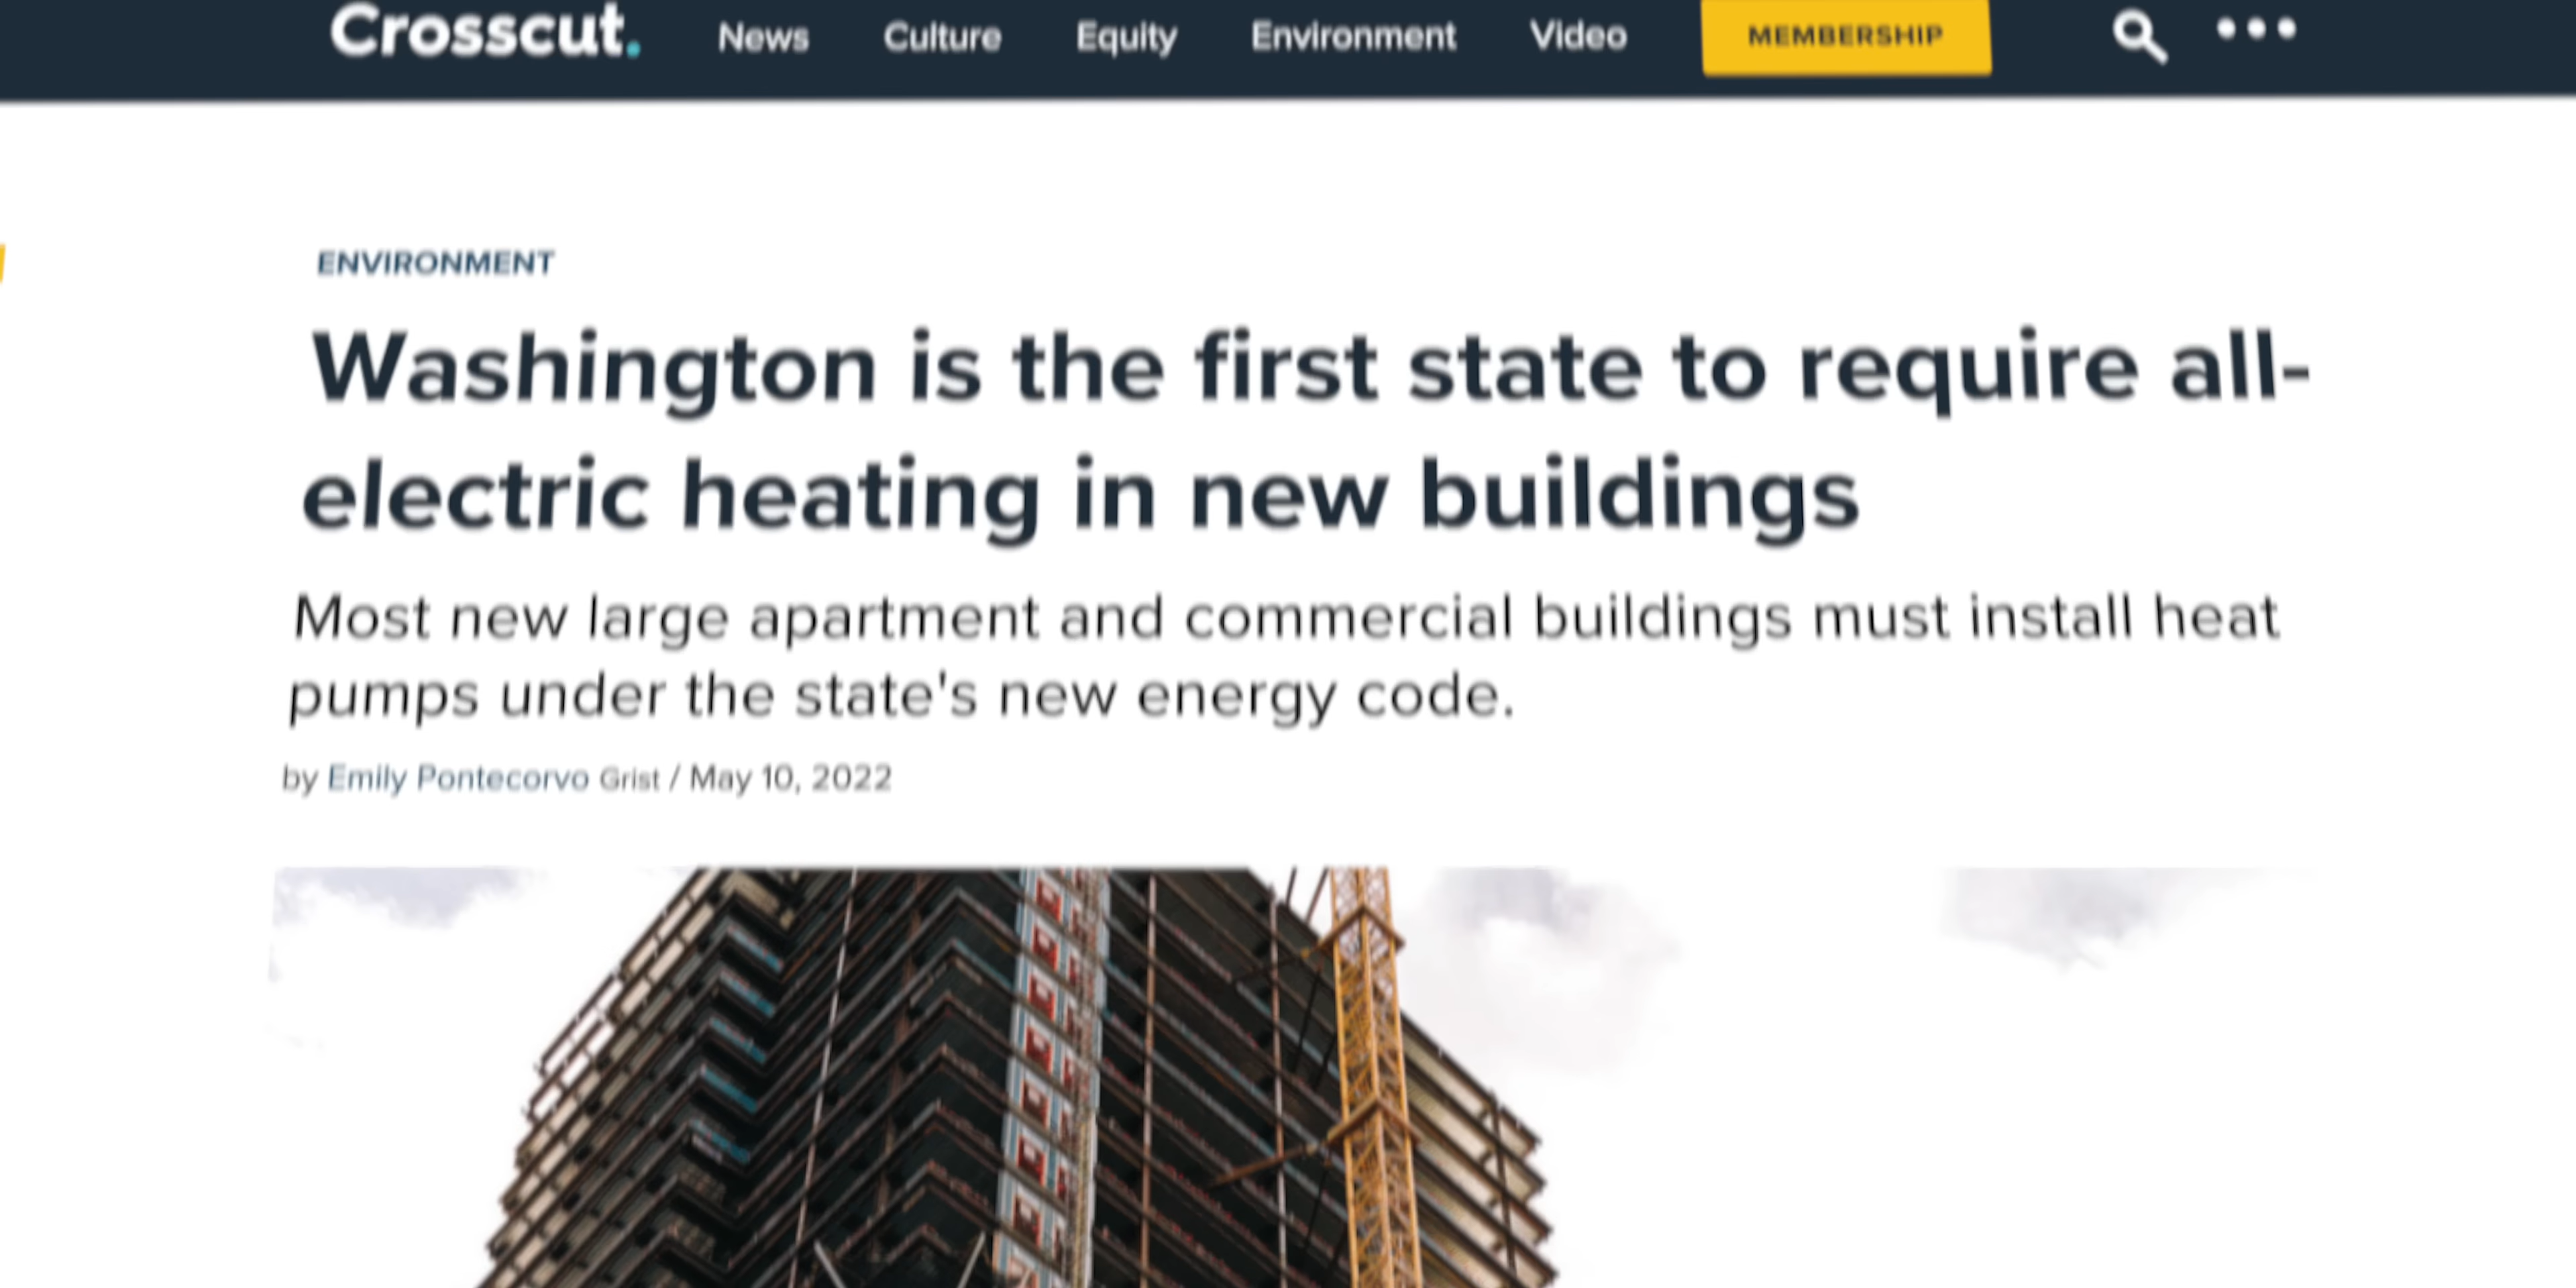 Crosscut. News Culture Equity Environment Video MEMBERSHIP
ENVIRONMENT
Washington is the first state to require all-
electric heating in new buildings
Most new large apartment and commercial buildings must install heat
pumps under the state's new energy code.
by Emily Pontecorvo Grist / May 10, 2022